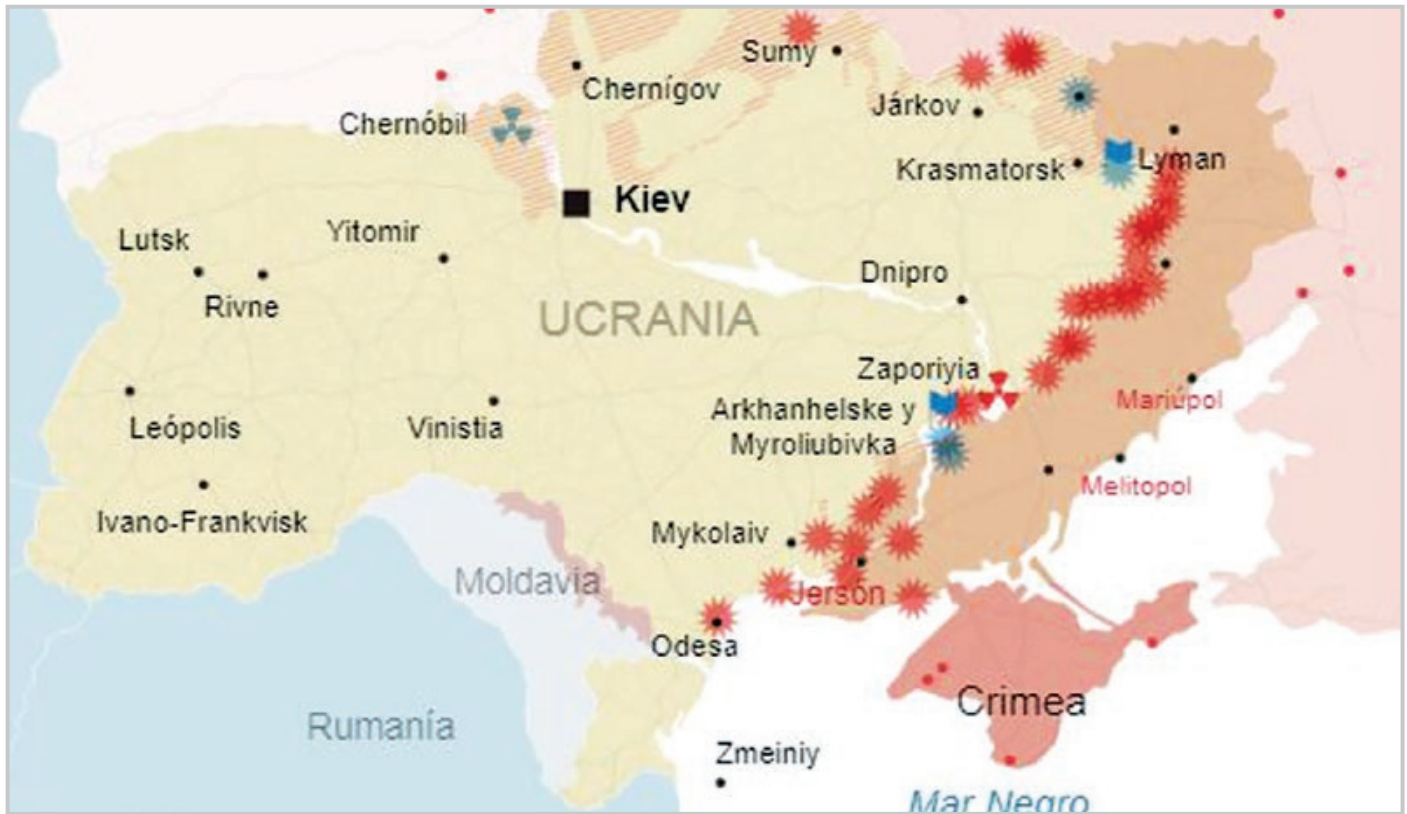 Sumy
Chernígov
Járkov
Chernóbil
Lyman
Krasmatorsk
Kiev
Lutsk
Yitomir
Rivne
Dnipro
UCRANIA
Zaporiyia
Leópolis
Vinistia
Arkhanhelske y
Myroliubivka
Mariúpol
Melitopol
Ivano-Frankvisk
Mykolaiv
Moldavia
Jersón
Odesa
Crimea
Rumanía
Zmeiniy
Mar Negro